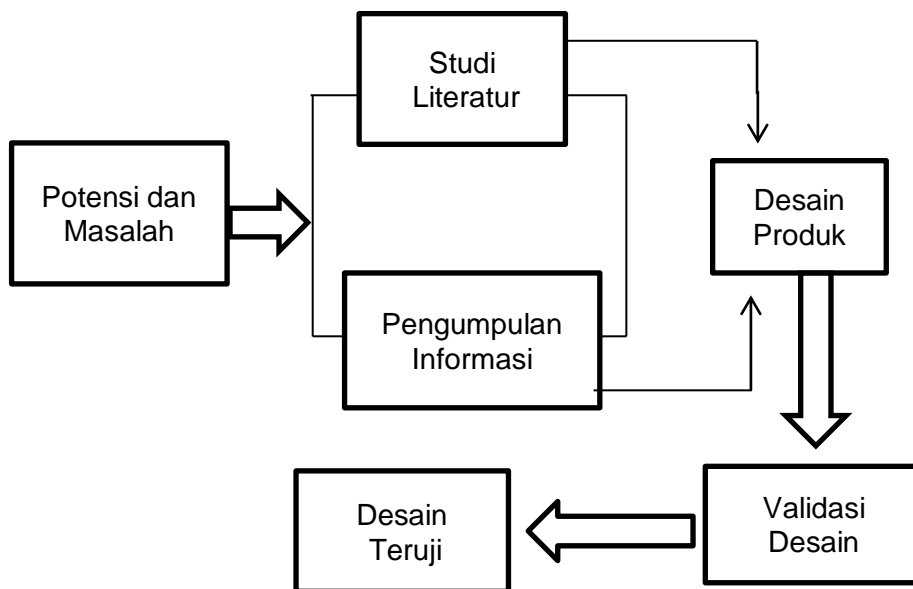 Studi
Literatur
Potensi dan
Masalah
Desain
Produk
Pengumpulan
Informasi
Desain
Teruji
Validasi
Desain